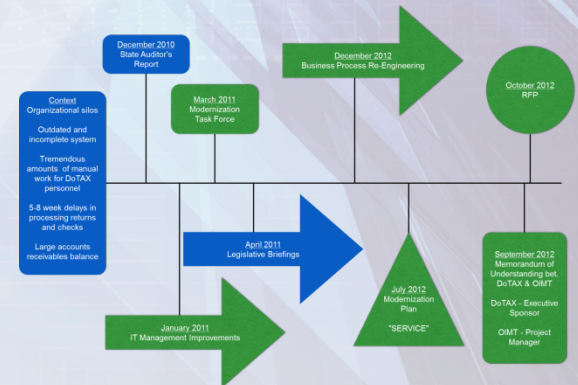 December 2010
State Auditor's
Report
December 2012
Business Process Re-Engineering
October 2012
RFP
March 2011
Modernization
Task Force
Context
Organizational silos
Outdated and
incomplete system
Tremendous
amounts of manual
work for DoTAX
personnel
5-8 week delays in
processing returns
and checks
Large accounts
receivables balance
April 2011
Legislative Briefings
January 2011
IT Management Improvements
July 2012
Modernization
Plan
"SERVICE"
September 2012
Memorandum of
Understanding bet.
DoTAX & OIMT
DoTAX - Executive
Sponsor
OIMT - Project
Manager